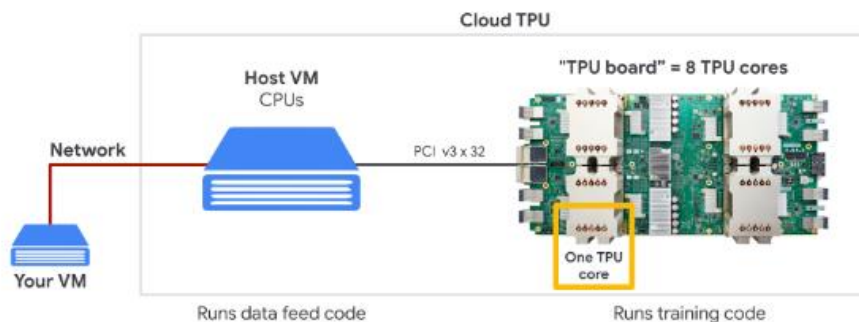 Cloud TPU
Host VM
CPUs
"TPU board" = 8 TPU cores
Network
PCI v3 x 32
One TPU
core
Your VM
Runs data feed code
Runs training code